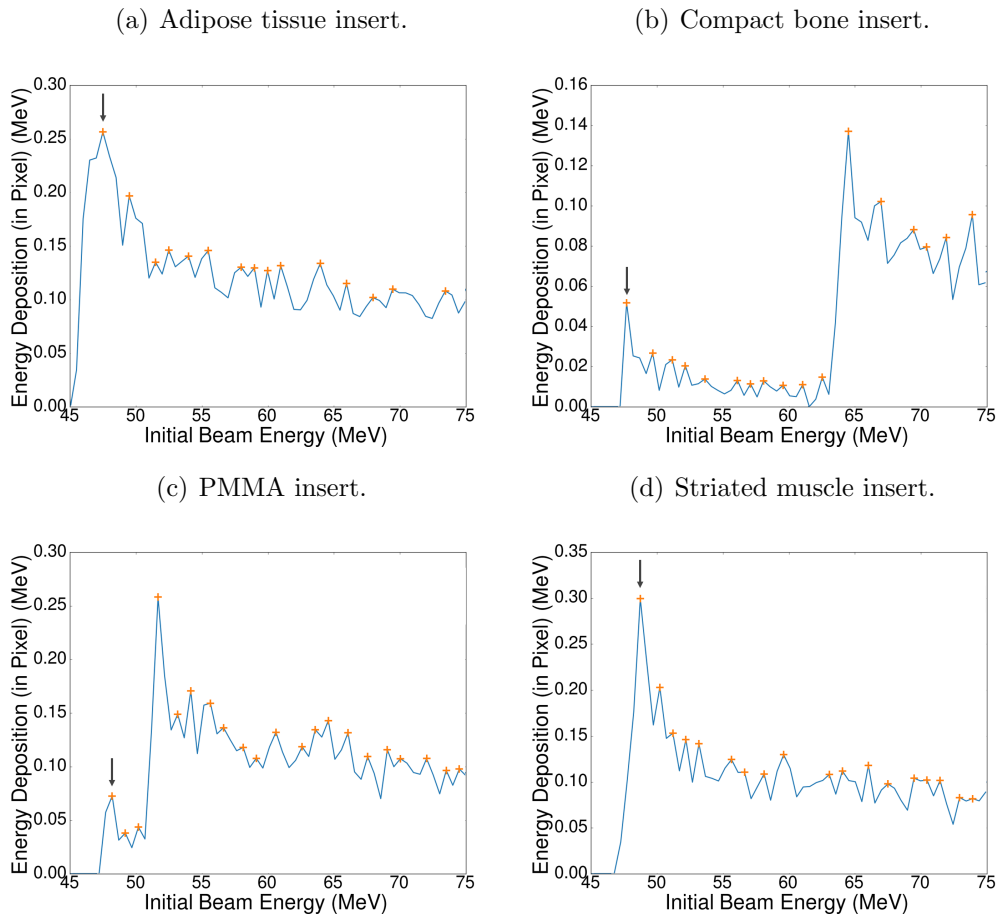 (a) Adipose tissue insert.
(b) Compact bone insert.
0.30
0.25
0.20
0.15
0.10
0.05
0.00
Energy Deposition (in Pixel) (MeV)
45 50 55 60 65 70 75
Initial Beam Energy (MeV)
0.16
0.14
0.12
0.10
0.08
0.06
0.04
0.02
0.00
Energy Deposition (in Pixel) (MeV)
45 50 55 60 65 70 75
Initial Beam Energy (MeV)
(c) PMMA insert.
(d) Striated muscle insert.
0.30
0.25
0.20
0.15
0.10
0.05
0.00
Energy Deposition (in Pixel) (MeV)
45 50 55 60 65 70 75
Initial Beam Energy (MeV)
0.35
0.30
0.25
0.20
0.15
0.10
0.05
0.00
Energy Deposition (in Pixel) (MeV)
45 50 55 60 65 70 75
Initial Beam Energy (MeV)